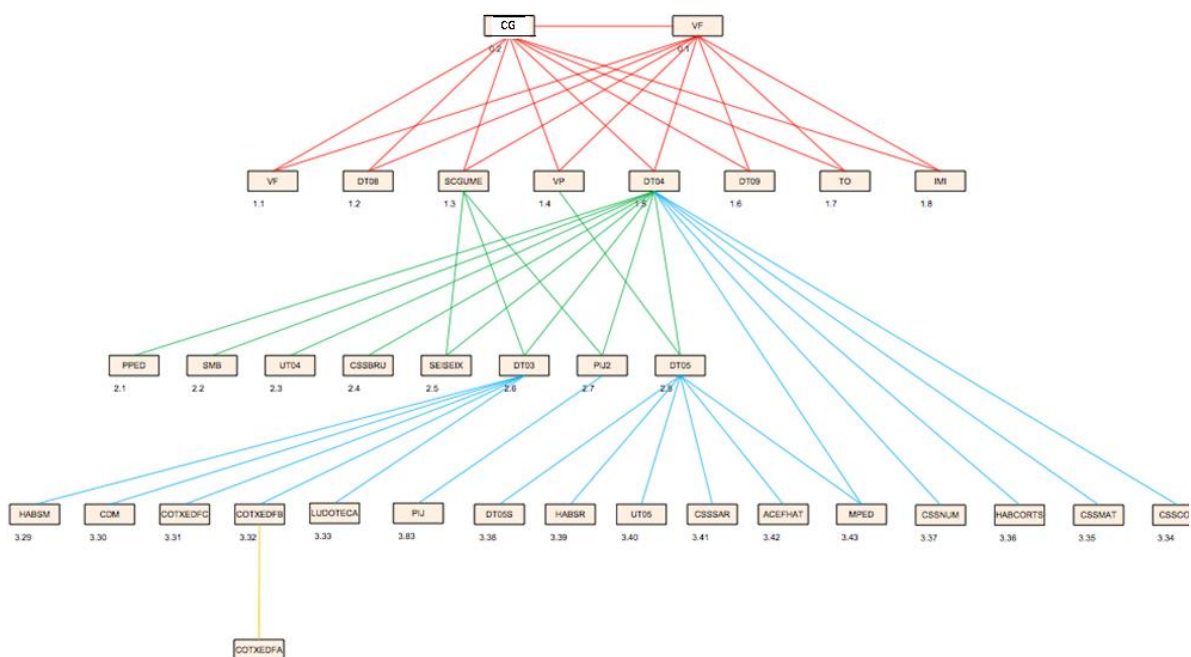 CG VF
0.2 0.1
VF DT08 SCGUME VP DT04 DT09 TO IMI
1.1 1.2 1.3 1.4 1.5 1.6 1.7 1.8
PPED SMB UT04 CSSBRIJ SEISEIX DT03 PIJ2 DT05
2.1 2.2 2.3 2.4 2.5 2.6 2.7 2.8
HABSM CDM COTXEDFC COTXEDFB LUDOTECA PIJ DT05S HABSR UT05 CSSSAR ACEFHAT MPED CSSNUM HABCORTS CSSMAT CSSCO
3.29 3.30 3.31 3.32 3.33 3.83 3.38 3.39 3.40 3.41 3.42 3.43 3.37 3.36 3.35 3.34
COTXEDFA